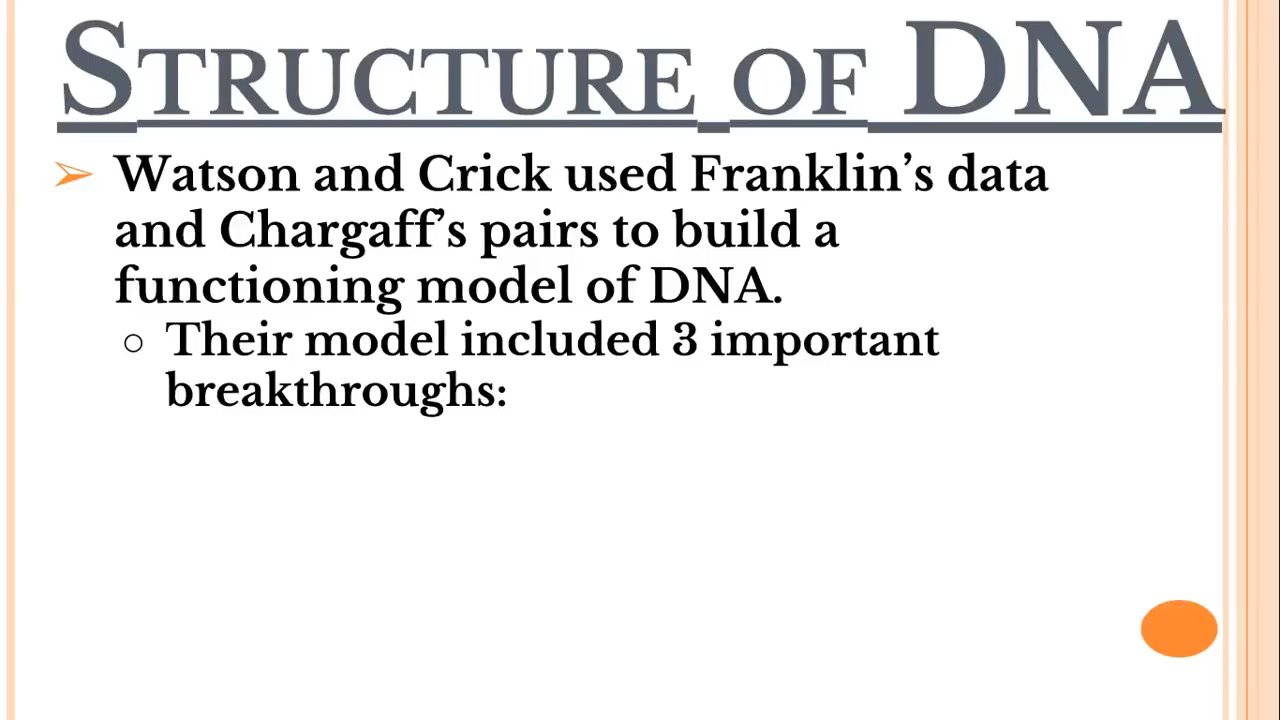 Structure of DNA
➢ Watson and Crick used Franklin’s data
and Chargaff’s pairs to build a
functioning model of DNA.
○ Their model included 3 important
breakthroughs: